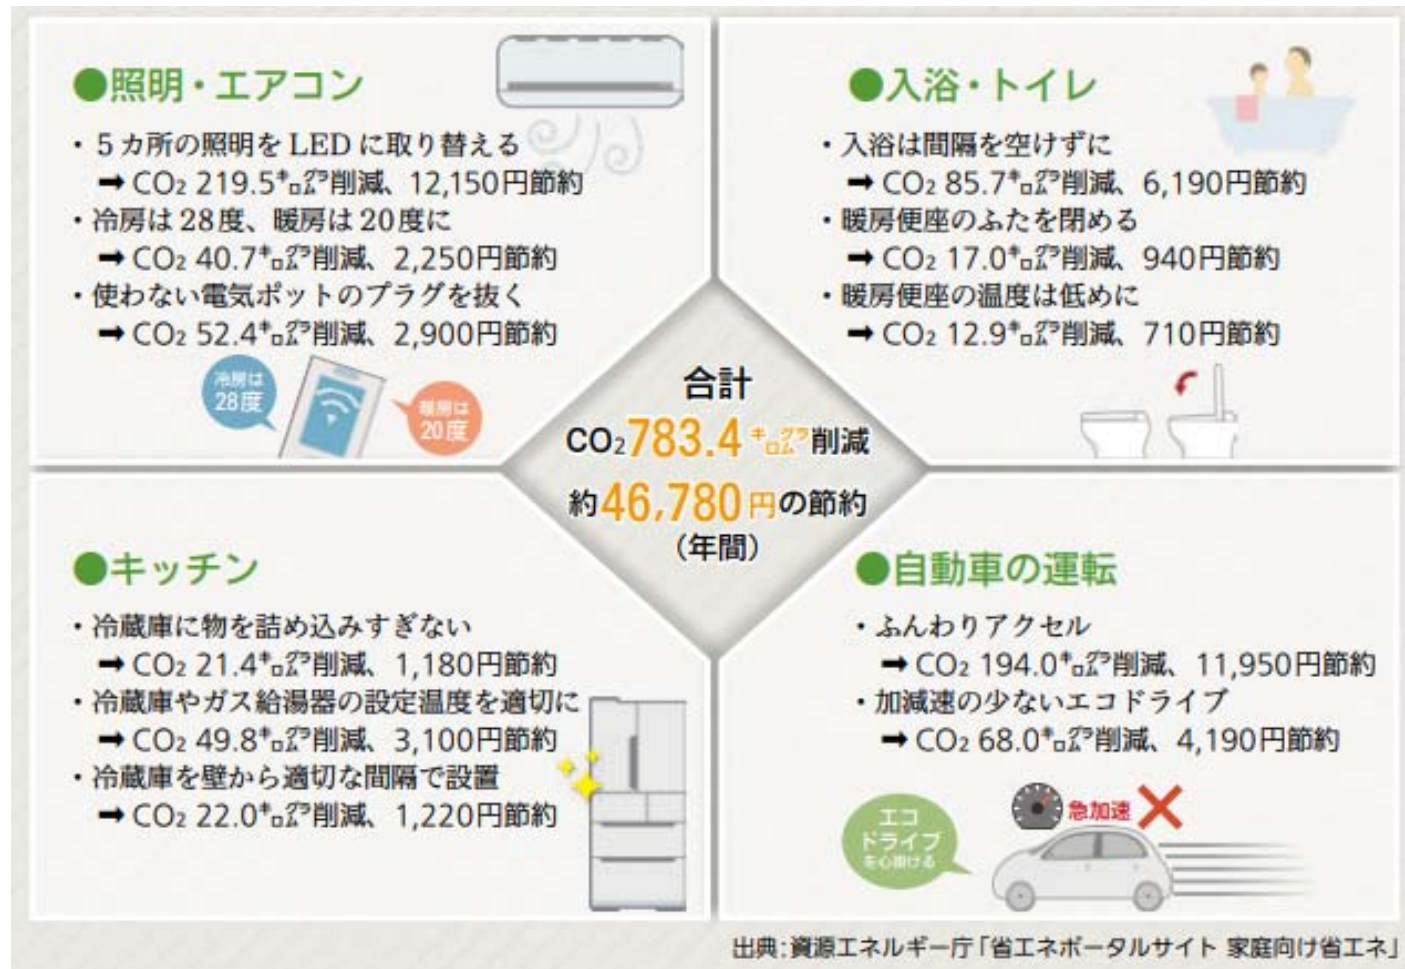 ●照明・エアコン
・5カ所の照明をLEDに取り替える
➡CO₂ 219.5㌔㌘削減、12,150円節約
・冷房は28度、暖房は20度に
➡CO₂ 40.7㌔㌘削減、2,250円節約
・使わない電気ポットのプラグを抜く
➡CO₂ 52.4㌔㌘削減、2,900円節約
冷房は
28度
暖房は
20度
●入浴・トイレ
・入浴は間隔を空けずに
➡CO₂ 85.7㌔㌘削減、6,190円節約
・暖房便座のふたを閉める
➡CO₂ 17.0㌔㌘削減、940円節約
・暖房便座の温度は低めに
➡CO₂ 12.9㌔㌘削減、710円節約
合計
CO₂783.4㌔㌘削減
約46,780円の節約
（年間）
●キッチン
・冷蔵庫に物を詰め込みすぎない
➡CO₂ 21.4㌔㌘削減、1,180円節約
・冷蔵庫やガス給湯器の設定温度を適切に
➡CO₂ 49.8㌔㌘削減、3,100円節約
・冷蔵庫を壁から適切な間隔で設置
➡CO₂ 22.0㌔㌘削減、1,220円節約
●自動車の運転
・ふんわりアクセル
➡CO₂ 194.0㌔㌘削減、11,950円節約
・加減速の少ないエコドライブ
➡CO₂ 68.0㌔㌘削減、4,190円節約
急加速
エコ
ドライブ
を心掛ける
出典：資源エネルギー庁「省エネポータルサイト 家庭向け省エネ」